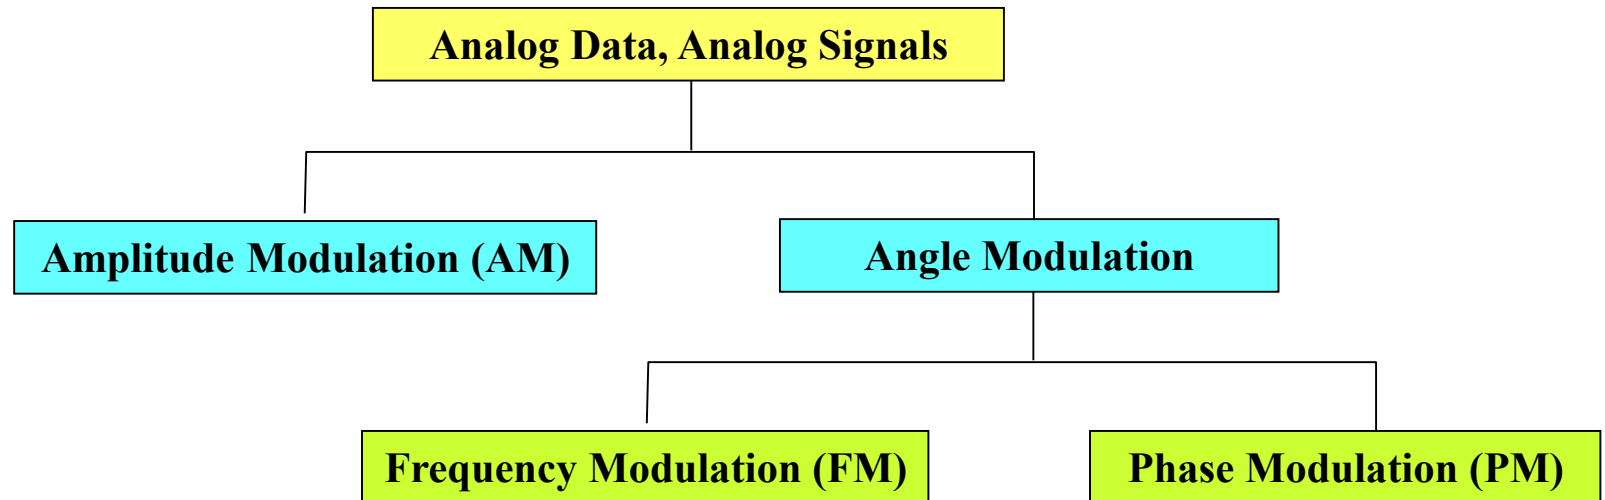 Analog Data, Analog Signals
Amplitude Modulation (AM)
Angle Modulation
Frequency Modulation (FM)
Phase Modulation (PM)